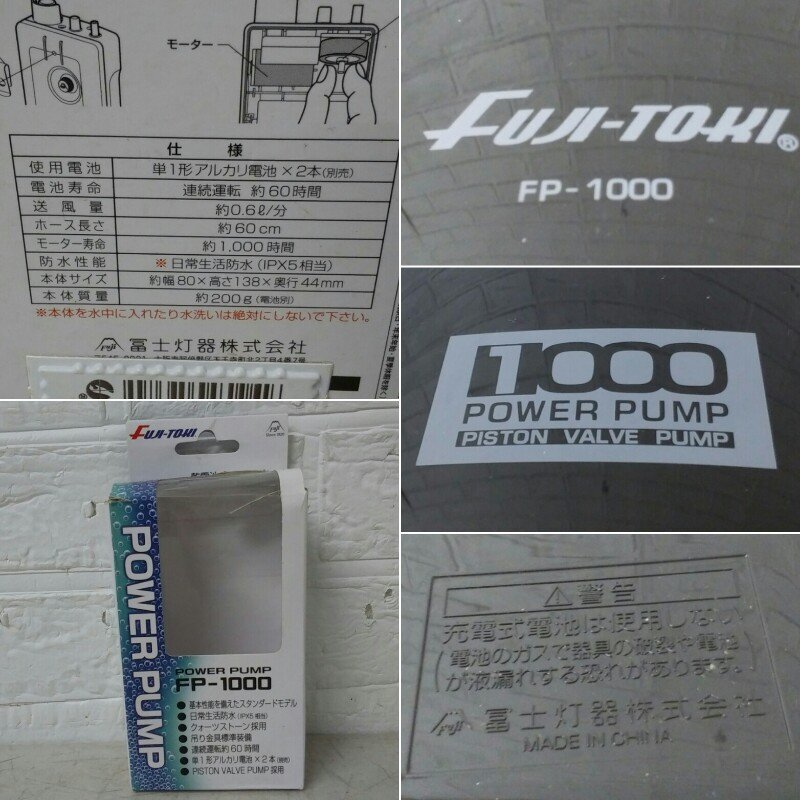 モーター
仕様
使用電池 単1形アルカリ電池×2本(別売)
電池寿命 連続運転 約60時間
送風量 約0.6ℓ/分
ホース長さ 約60cm
モーター寿命 約1,000時間
防水性能 ※日常生活防水(IPX5相当)
本体サイズ 約幅80×高さ138×奥行44mm
本体質量 約200g(電池別)
※本体を水中に入れたり水洗いは絶対にしないで下さい。
冨士灯器株式会社
FUJI-TOKI®
FP-1000
1000
POWER PUMP
PISTON VALVE PUMP
FUJI-TOKI
POWER PUMP
POWER PUMP
FP-1000
●基本性能を備えたスタンダードモデル
●日常生活防水(IPX5相当)
●クォーツストーン採用
●吊り金具標準装備
●連続運転約60時間
●単1形アルカリ電池×2本(別売)
●PISTON VALVE PUMP採用
⚠警告
充電式電池は使用しない
(電池のガスで器具の破裂や電池
が液漏れする恐れがあります。)
Fuji 冨士灯器株式会社
MADE IN CHINA